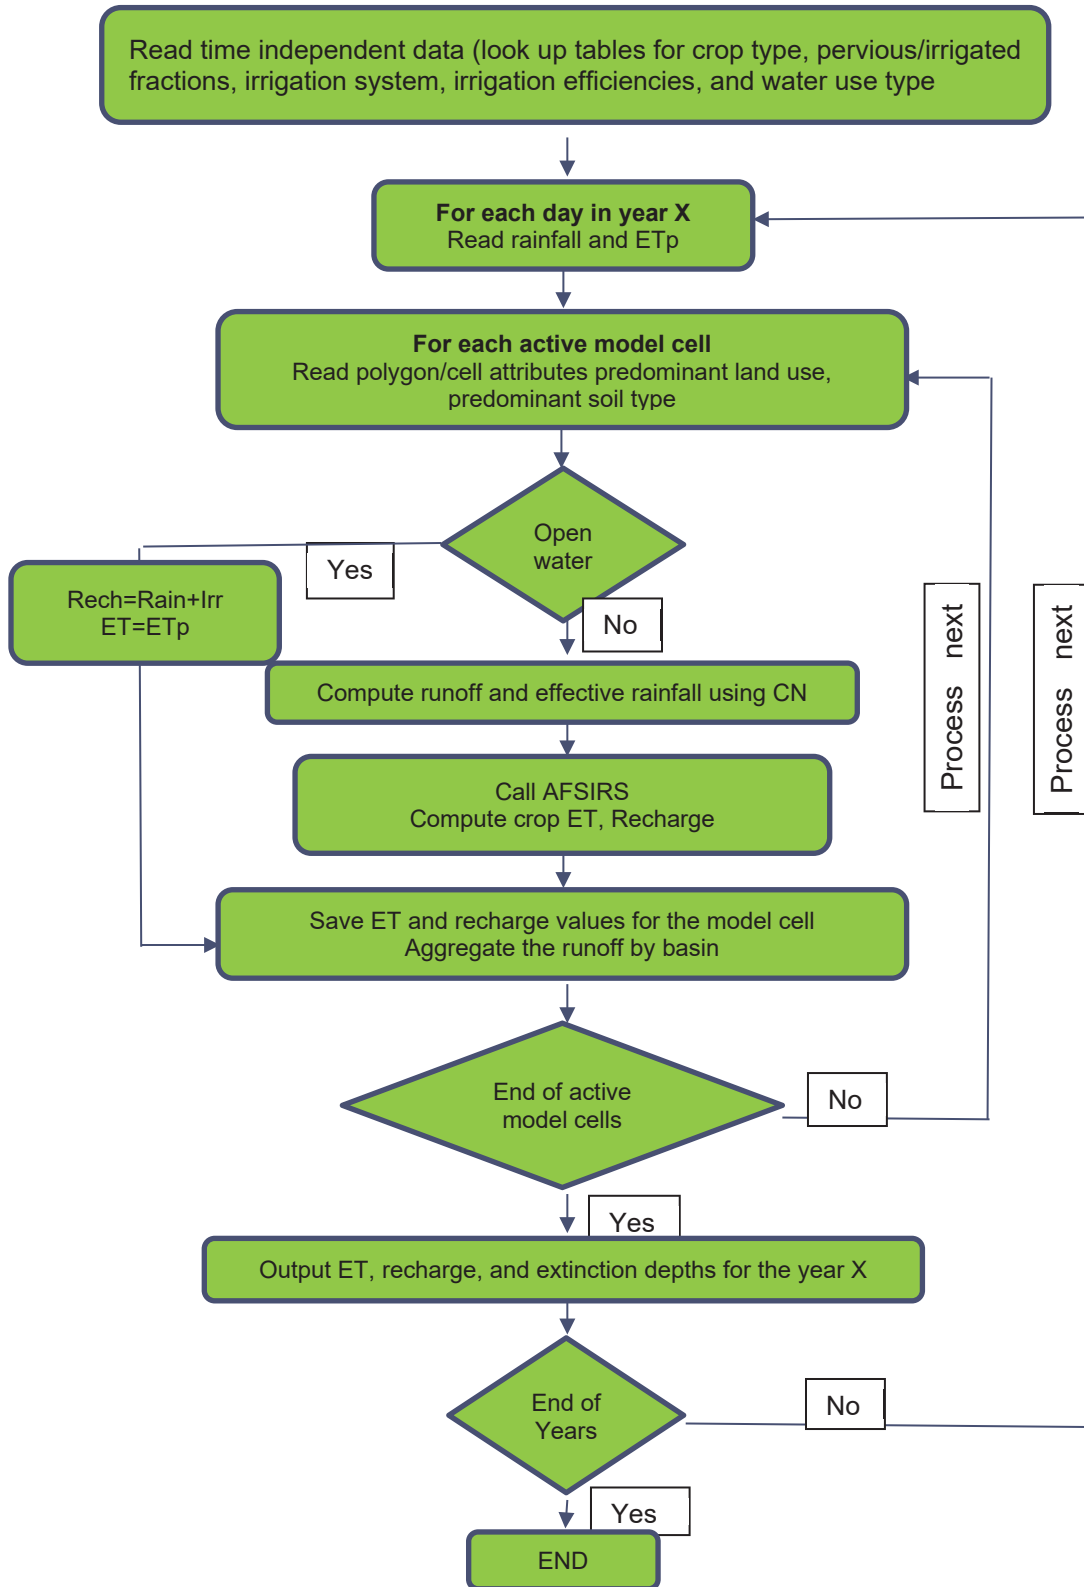 Read time independent data (look up tables for crop type, pervious/irrigated
fractions, irrigation system, irrigation efficiencies, and water use type
For each day in year X
Read rainfall and ETp
For each active model cell
Read polygon/cell attributes predominant land use,
predominant soil type
Open
water
Yes
No
Rech=Rain+Irr
ET=ETp
Compute runoff and effective rainfall using CN
Call AFSIRS
Compute crop ET, Recharge
Save ET and recharge values for the model cell
Aggregate the runoff by basin
End of active
model cells
No
Process next
Process next
Yes
Output ET, recharge, and extinction depths for the year X
End of
Years
No
Yes
END